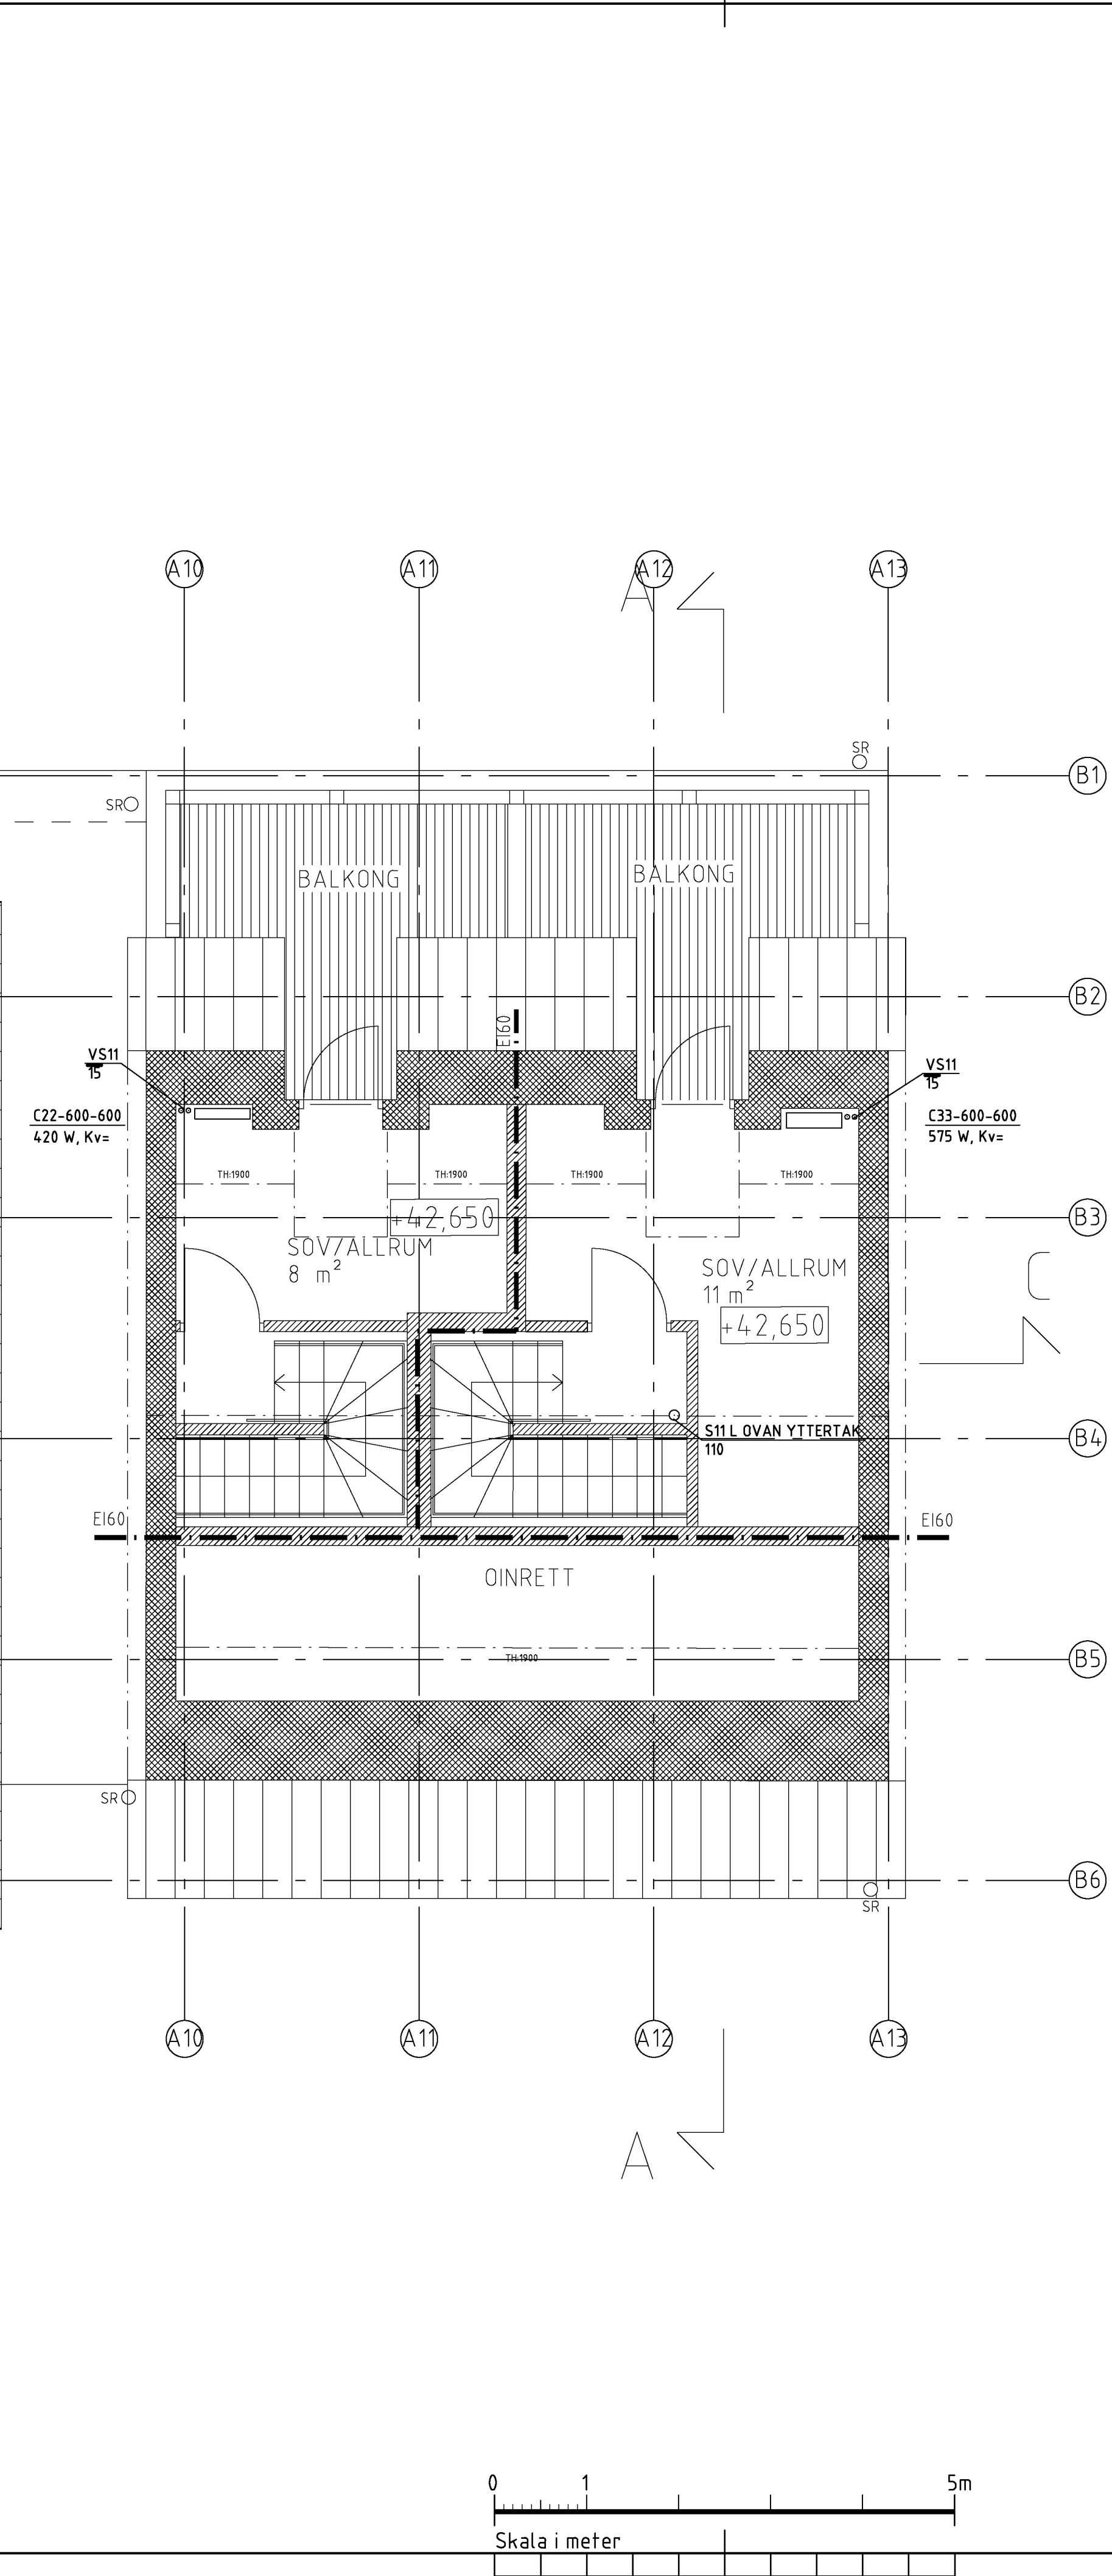 A10
A11
A12
A13
A
SR
B1
SR
BALKONG
BALKONG
B2
EI60
VS11
15
VS11
15
C22-600-600
420 W, Kv=
C33-600-600
575 W, Kv=
TH:1900
TH:1900
TH:1900
TH:1900
+42,650
B3
SOV/ALLRUM
8 m²
SOV/ALLRUM
11 m²
+42,650
C
S11 L OVAN YTTERTAK
110
B4
EI60
EI60
OINRETT
TH:1900
B5
SR
B6
SR
A10
A11
A12
A13
A
0
1
5m
Skala i meter